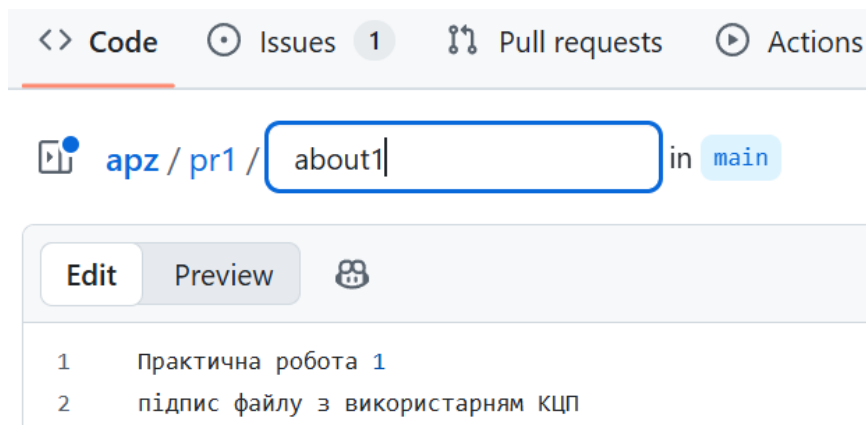 <> Code Issues 1 Pull requests Actions
apz / pr1 / about1 in main
Edit Preview
1 Практична робота 1
2 підпис файлу з використарням КЦП